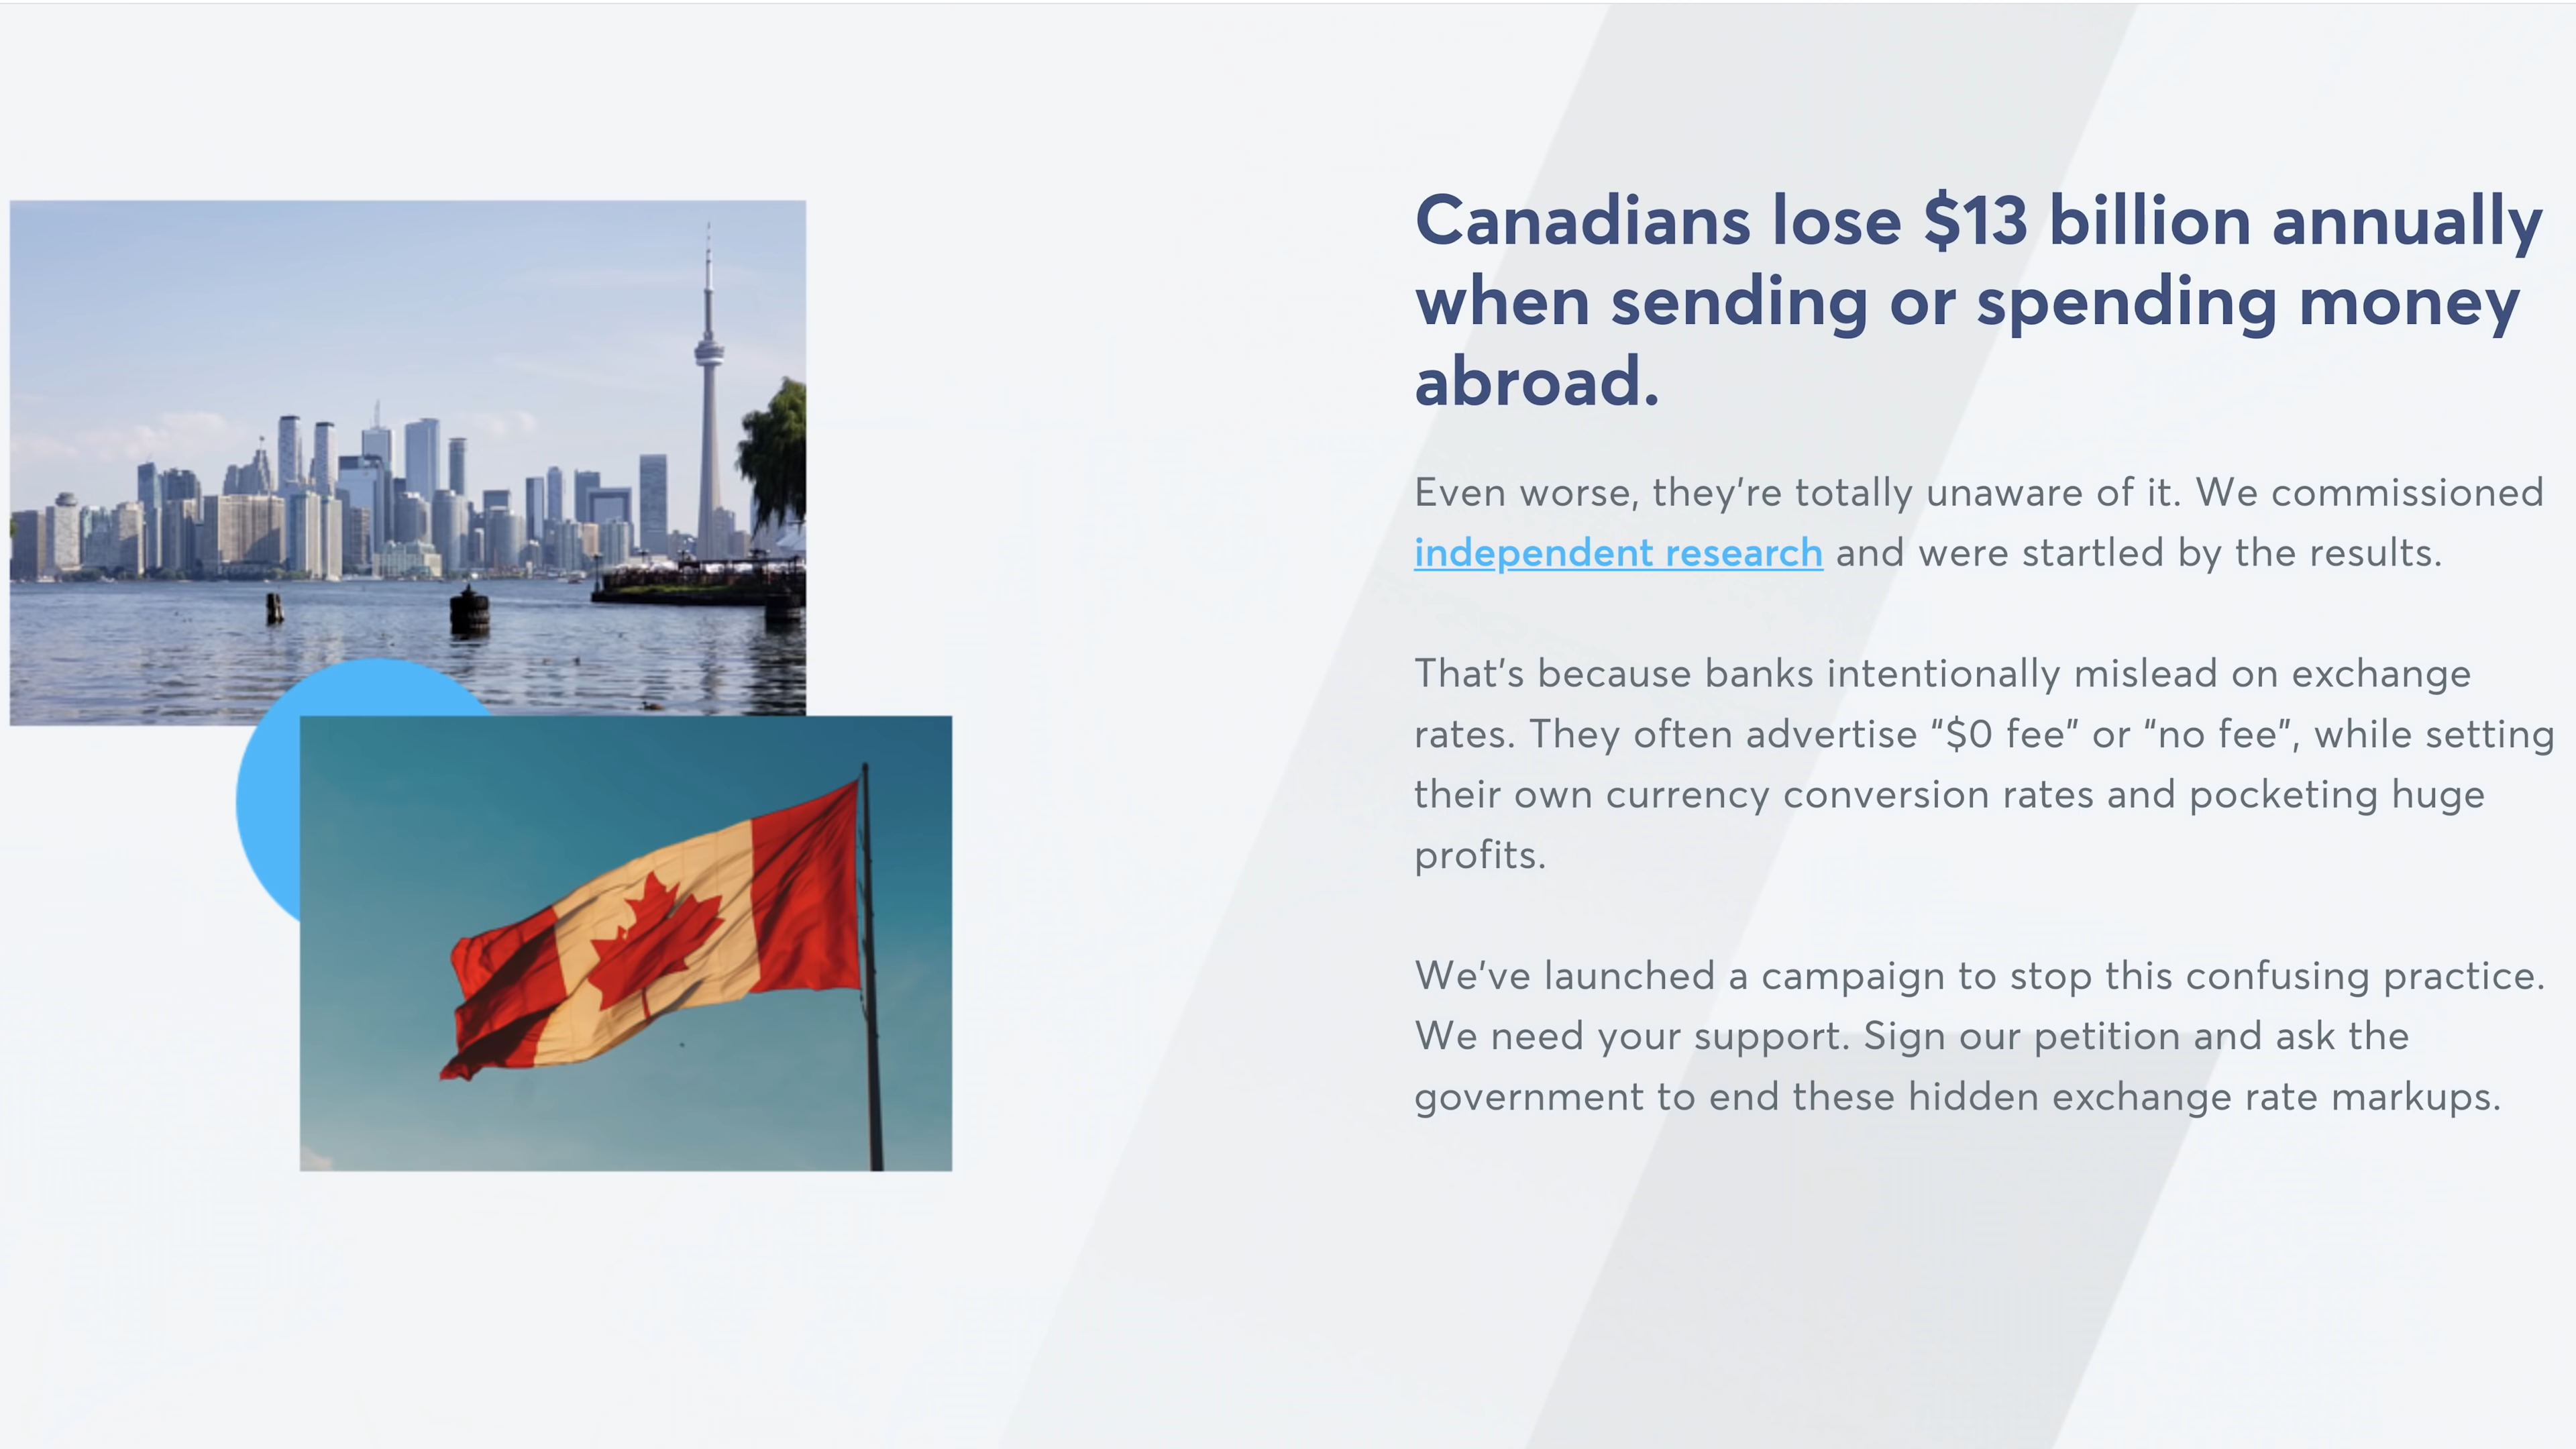 Canadians lose $13 billion annually
when sending or spending money
abroad.
Even worse, they’re totally unaware of it. We commissioned
independent research and were startled by the results.
That’s because banks intentionally mislead on exchange
rates. They often advertise “$0 fee” or “no fee”, while setting
their own currency conversion rates and pocketing huge
profits.
We’ve launched a campaign to stop this confusing practice.
We need your support. Sign our petition and ask the
government to end these hidden exchange rate markups.